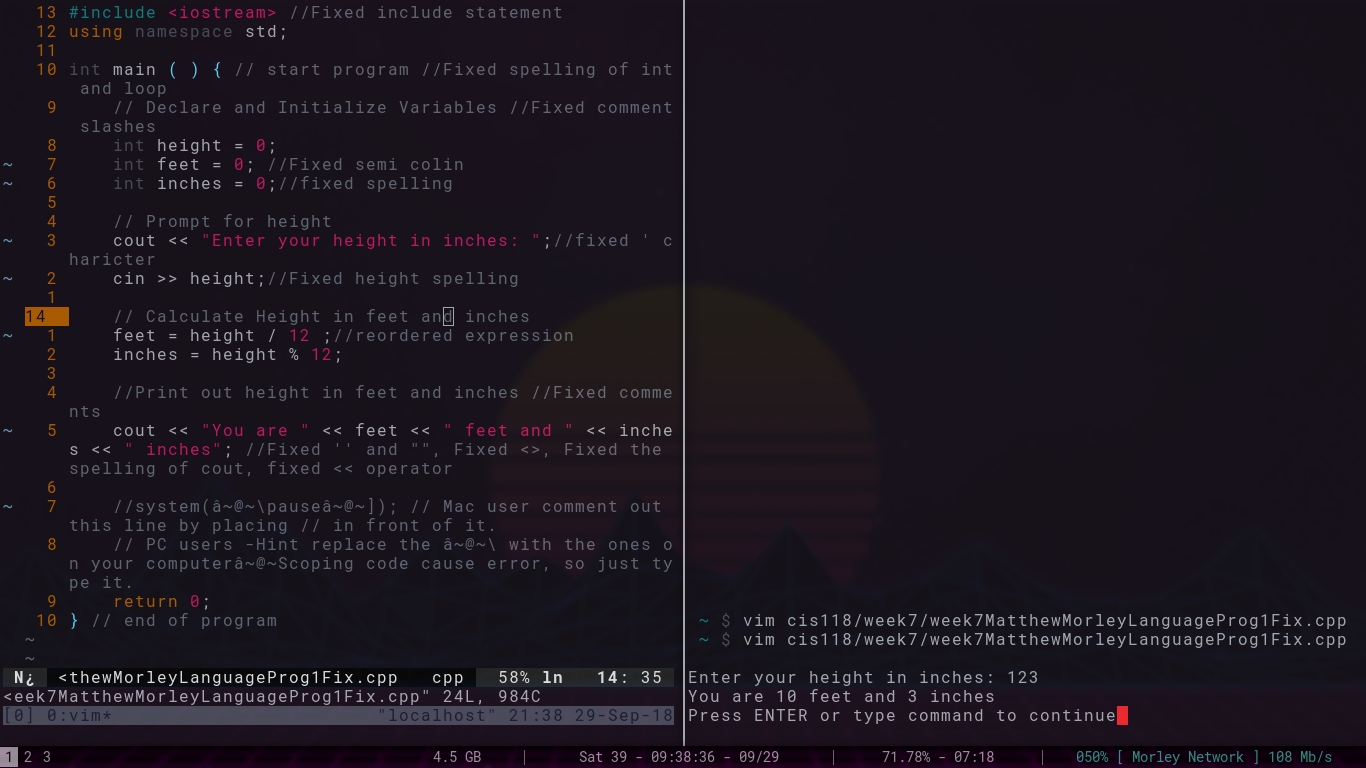 13 #include <iostream> //Fixed include statement
12 using namespace std;
11
10 int main ( ) { // start program //Fixed spelling of int
and loop
9 // Declare and Initialize Variables //Fixed comment
slashes
8 int height = 0;
~ 7 int feet = 0; //Fixed semi colin
~ 6 int inches = 0;//fixed spelling
5
4 // Prompt for height
~ 3 cout << "Enter your height in inches: ";//fixed ' c
haricter
~ 2 cin >> height;//Fixed height spelling
1
14 // Calculate Height in feet and inches
~ 1 feet = height / 12 ;//reordered expression
2 inches = height % 12;
3
4 //Print out height in feet and inches //Fixed comme
nts
~ 5 cout << "You are " << feet << " feet and " << inche
s << " inches"; //Fixed '' and "", Fixed <>, Fixed the
spelling of cout, fixed << operator
6
~ 7 //system(â~@~\pauseâ~@~]); // Mac user comment out
this line by placing // in front of it.
8 // PC users -Hint replace the â~@~\ with the ones o
n your computerâ~@~Scoping code cause error, so just ty
pe it.
9 return 0;
10 } // end of program
~
~
N¿ <thewMorleyLanguageProg1Fix.cpp cpp 58% ln 14: 35
<eek7MatthewMorleyLanguageProg1Fix.cpp" 24L, 984C
[0] 0:vim* "localhost" 21:38 29-Sep-18
~ $ vim cis118/week7/week7MatthewMorleyLanguageProg1Fix.cpp
~ $ vim cis118/week7/week7MatthewMorleyLanguageProg1Fix.cpp
Enter your height in inches: 123
You are 10 feet and 3 inches
Press ENTER or type command to continue
1 2 3 4.5 GB | Sat 39 - 09:38:36 - 09/29 | 71.78% - 07:18 | 050% [ Morley Network ] 108 Mb/s